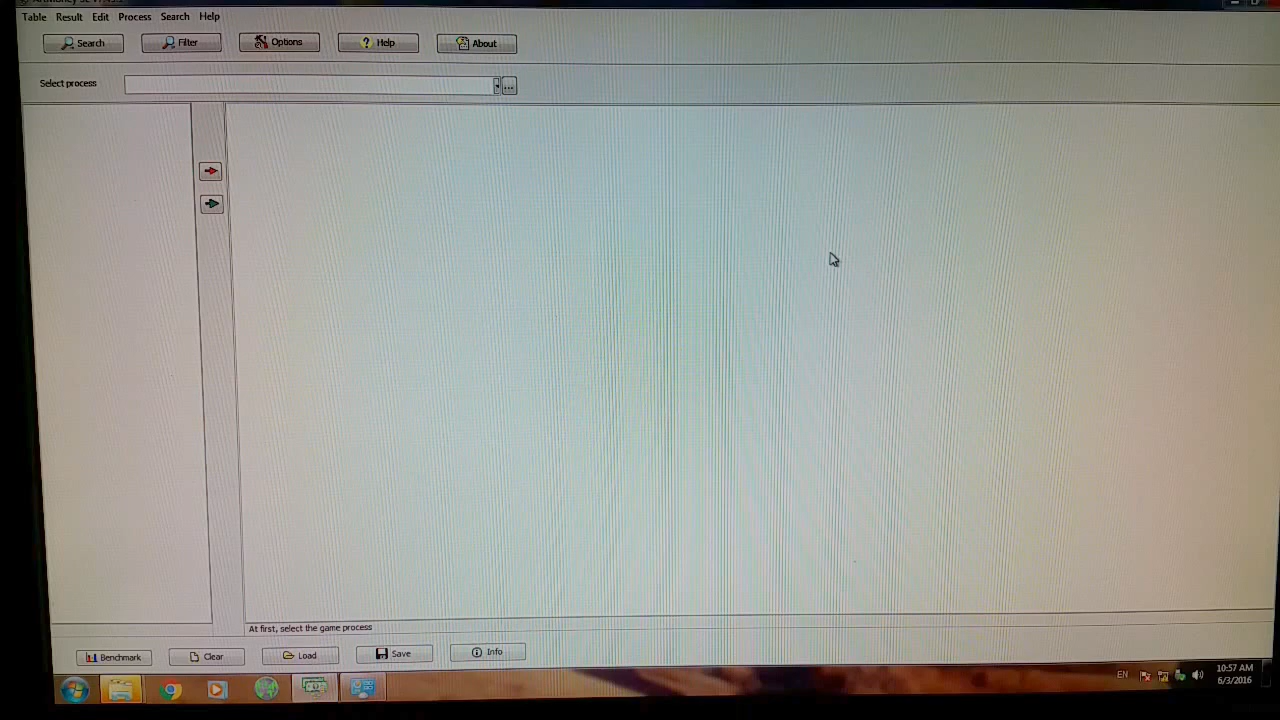 Table Result Edit Process Search Help
Search Filter Options Help About
Select process
...
At first, select the game process
Benchmark Clear Load Save Info
EN
10:57 AM
6/3/2016